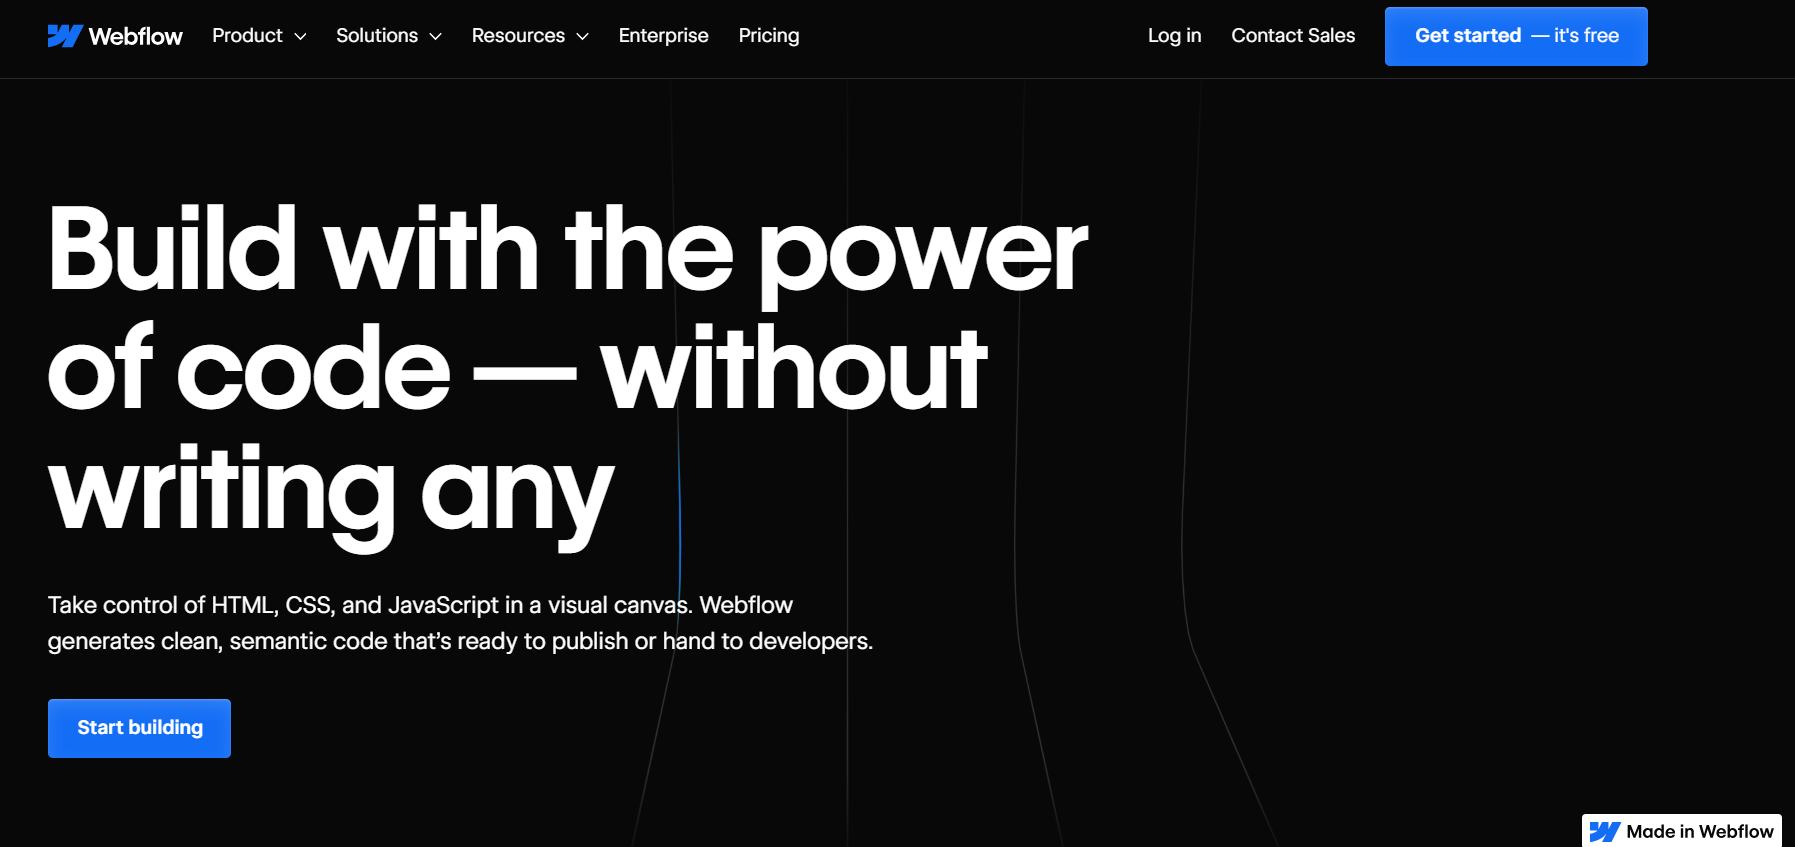 Webflow Product Solutions Resources Enterprise Pricing Log in Contact Sales Get started — it's free
Build with the power
of code — without
writing any
Take control of HTML, CSS, and JavaScript in a visual canvas. Webflow
generates clean, semantic code that’s ready to publish or hand to developers.
Start building
Made in Webflow